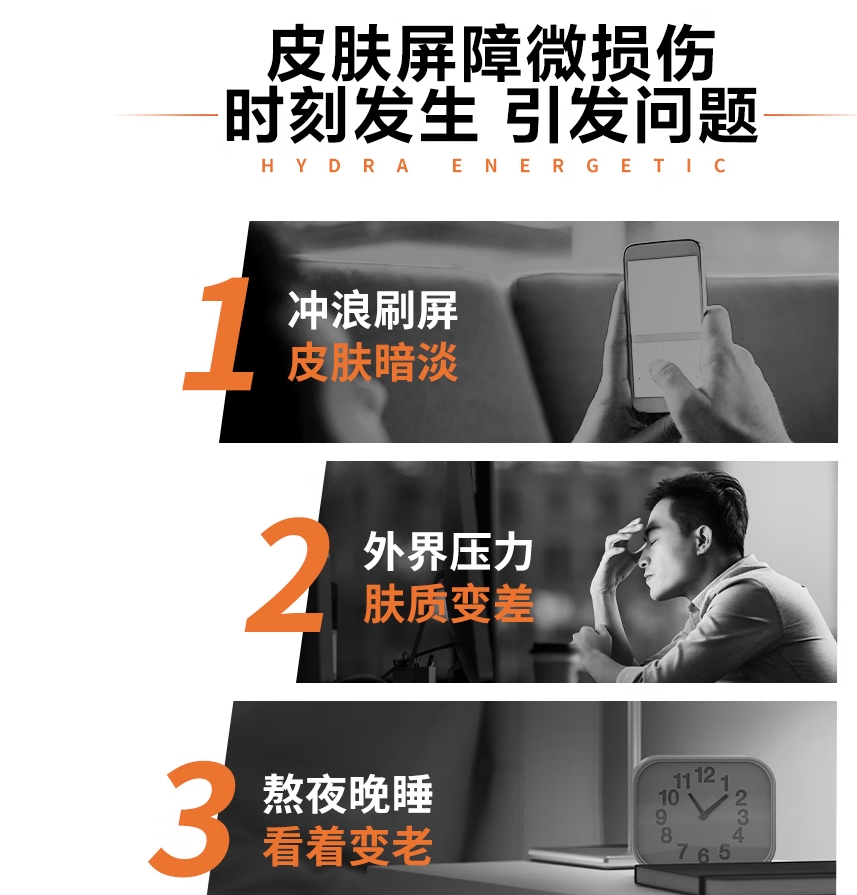 皮肤屏障微损伤
时刻发生 引发问题
HYDRA ENERGETIC
1
冲浪刷屏
皮肤暗淡
2
外界压力
肤质变差
3
熬夜晚睡
看着变老
11 12 1
10 2
9 3
8 4
7 6 5